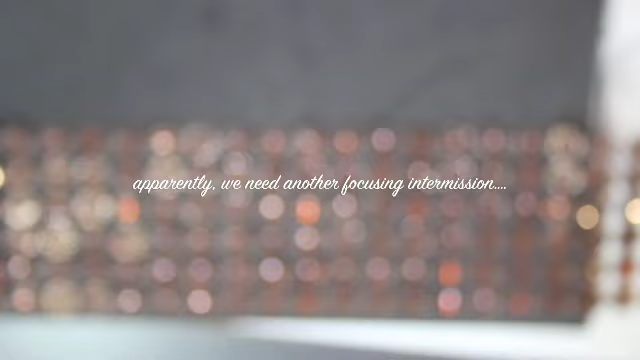 apparently, we need another focusing intermission....